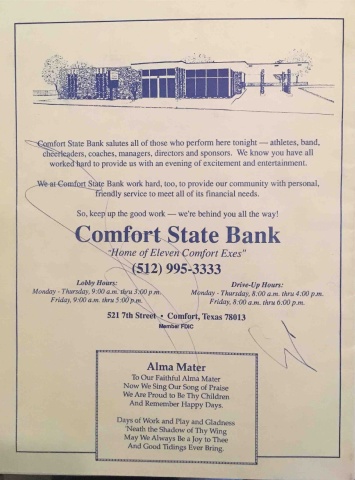 Comfort State Bank salutes all of those who perform here tonight — athletes, band,
cheerleaders, coaches, managers, directors and sponsors. We know you have all
worked hard to provide us with an evening of excitement and entertainment.
We at Comfort State Bank work hard, too, to provide our community with personal,
friendly service to meet all of its financial needs.
So, keep up the good work — we're behind you all the way!
Comfort State Bank
"Home of Eleven Comfort Exes"
(512) 995-3333
Lobby Hours:
Monday - Thursday, 9:00 a.m. thru 3:00 p.m.
Friday, 9:00 a.m. thru 5:00 p.m.
Drive-Up Hours:
Monday - Thursday, 8:00 a.m. thru 4:00 p.m.
Friday, 8:00 a.m. thru 6:00 p.m.
521 7th Street • Comfort, Texas 78013
Member FDIC
Alma Mater
To Our Faithful Alma Mater
Now We Sing Our Song of Praise
We Are Proud to Be Thy Children
And Remember Happy Days.
Days of Work and Play and Gladness
'Neath the Shadow of Thy Wing
May We Always Be a Joy to Thee
And Good Tidings Ever Bring.